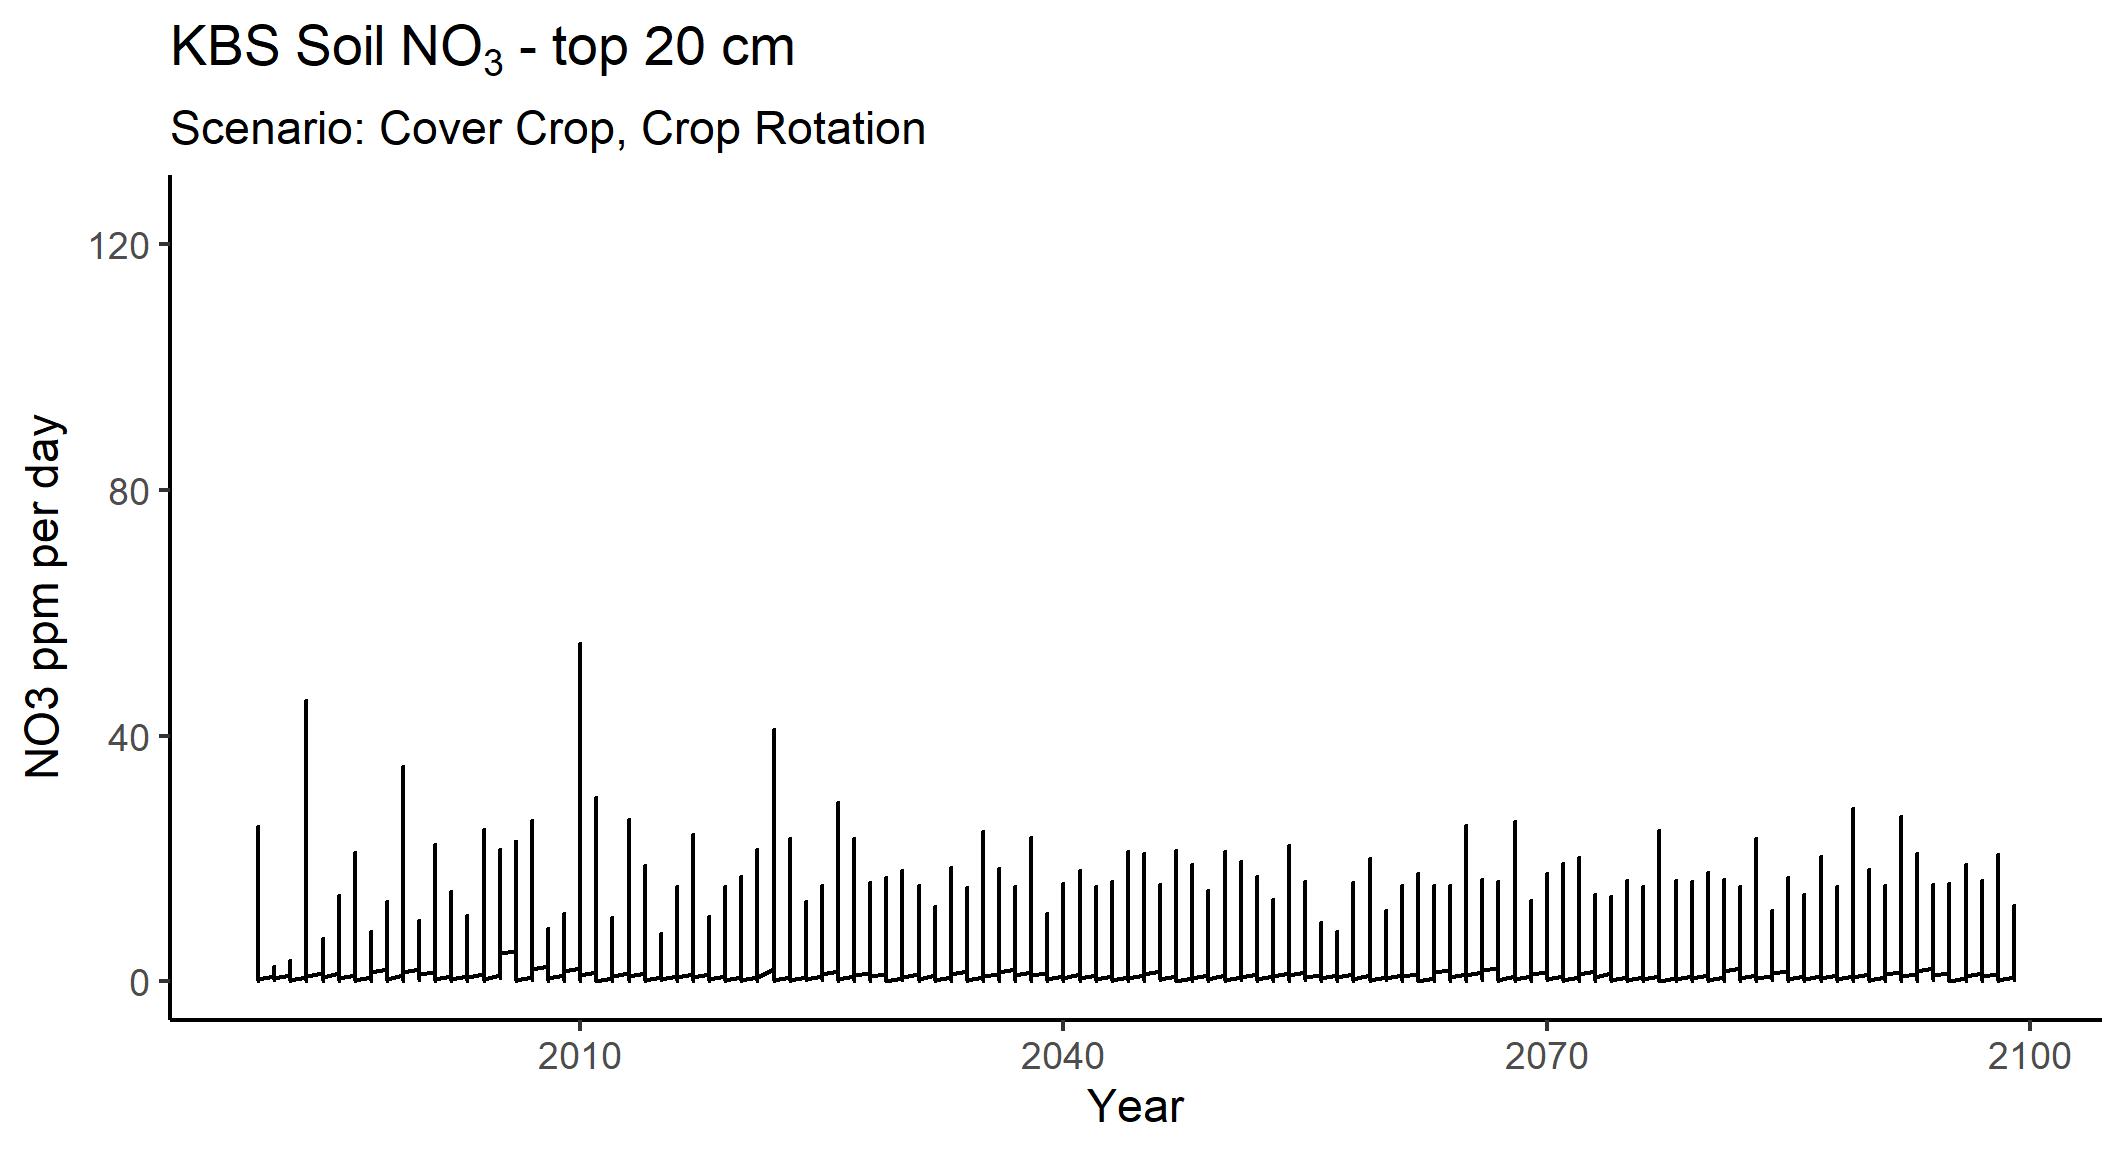 KBS Soil NO₃ - top 20 cm
Scenario: Cover Crop, Crop Rotation
NO3 ppm per day
120
80
40
0
2010 2040 2070 2100
Year